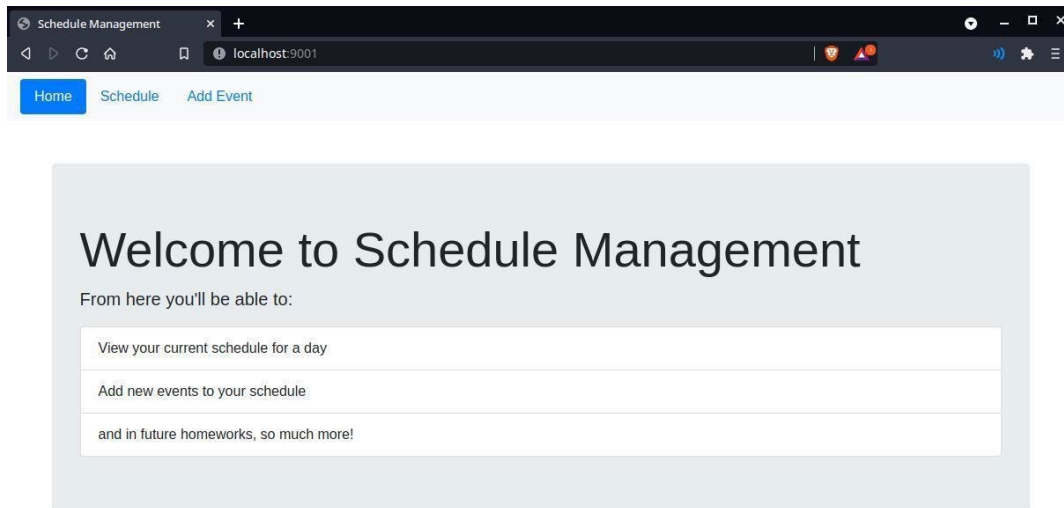 Schedule Management
localhost:9001
Home Schedule Add Event
Welcome to Schedule Management
From here you'll be able to:
View your current schedule for a day
Add new events to your schedule
and in future homeworks, so much more!